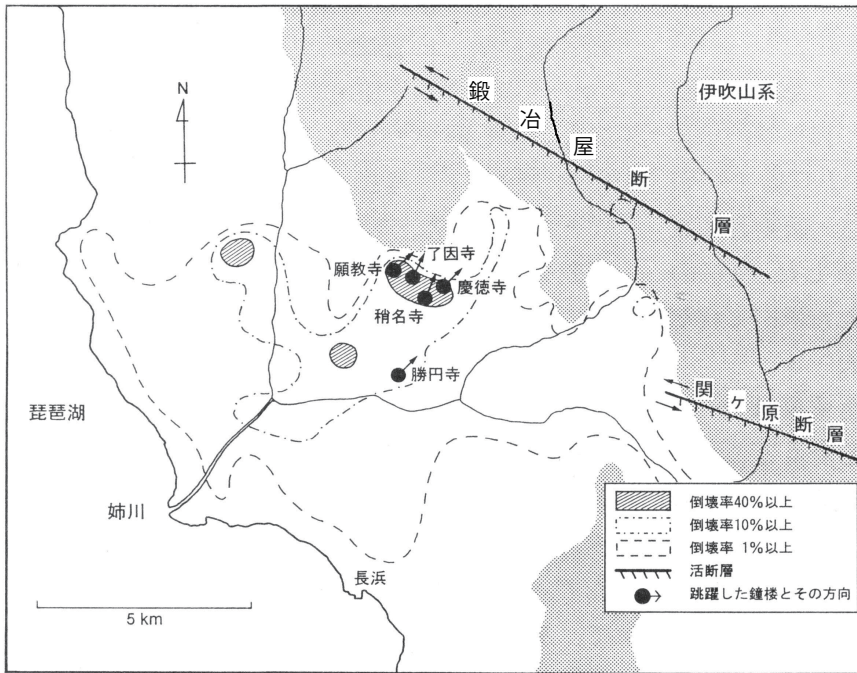 N
鍛冶屋断層
伊吹山系
願教寺
了因寺
慶徳寺
稍名寺
勝円寺
関ヶ原断層
琵琶湖
姉川
長浜
5 km
倒壊率40%以上
倒壊率10%以上
倒壊率 1%以上
活断層
跳躍した鐘楼とその方向